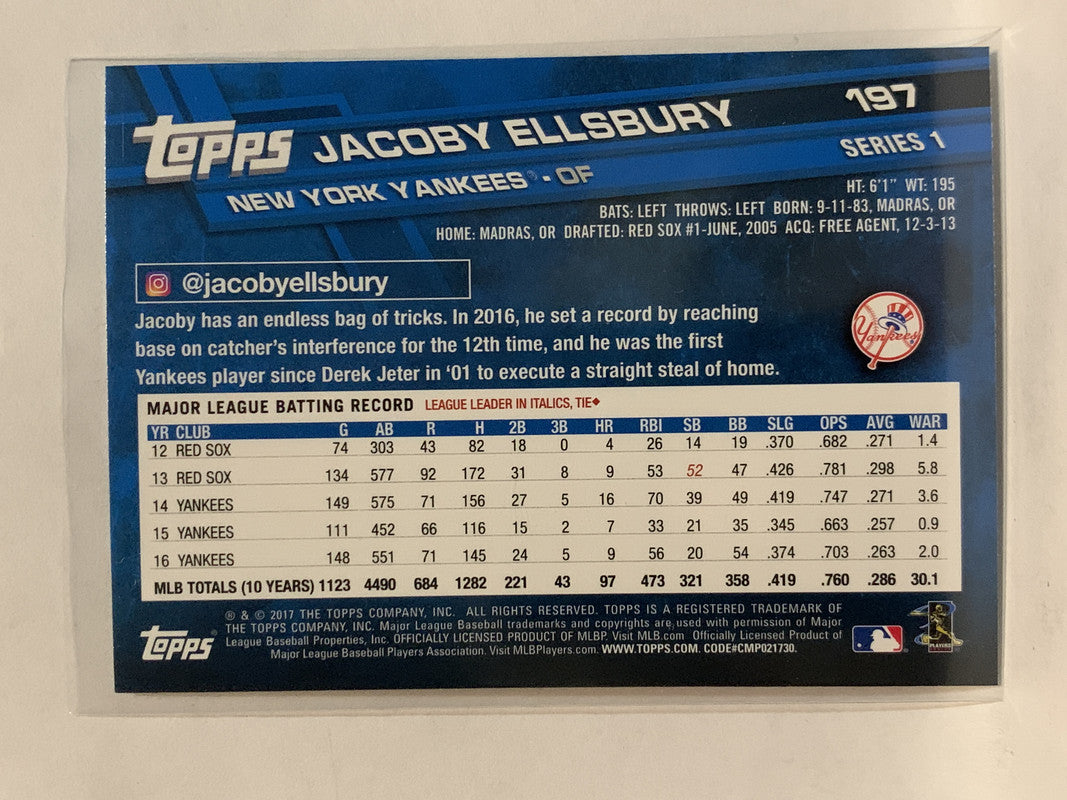 topps JACOBY ELLSBURY 197
NEW YORK YANKEES® - OF SERIES 1
HT: 6'1" WT: 195
BATS: LEFT THROWS: LEFT BORN: 9-11-83, MADRAS, OR
HOME: MADRAS, OR DRAFTED: RED SOX #1-JUNE, 2005 ACQ: FREE AGENT, 12-3-13
@jacobyellsbury
Jacoby has an endless bag of tricks. In 2016, he set a record by reaching
base on catcher's interference for the 12th time, and he was the first
Yankees player since Derek Jeter in '01 to execute a straight steal of home.
Yankees
MAJOR LEAGUE BATTING RECORD LEAGUE LEADER IN ITALICS, TIE◆
YR CLUB G AB R H 2B 3B HR RBI SB BB SLG OPS AVG WAR
12 RED SOX 74 303 43 82 18 0 4 26 14 19 .370 .682 .271 1.4
13 RED SOX 134 577 92 172 31 8 9 53 52 47 .426 .781 .298 5.8
14 YANKEES 149 575 71 156 27 5 16 70 39 49 .419 .747 .271 3.6
15 YANKEES 111 452 66 116 15 2 7 33 21 35 .345 .663 .257 0.9
16 YANKEES 148 551 71 145 24 5 9 56 20 54 .374 .703 .263 2.0
MLB TOTALS (10 YEARS) 1123 4490 684 1282 221 43 97 473 321 358 .419 .760 .286 30.1
® & © 2017 THE TOPPS COMPANY, INC. ALL RIGHTS RESERVED. TOPPS IS A REGISTERED TRADEMARK OF
THE TOPPS COMPANY, INC. Major League Baseball trademarks and copyrights are used with permission of Major
League Baseball Properties, Inc. OFFICIALLY LICENSED PRODUCT OF MLBP. Visit MLB.com Officially Licensed Product of
Major League Baseball Players Association. Visit MLBPlayers.com. WWW.TOPPS.COM. CODE#CMP021730.
topps®
PLAYERS